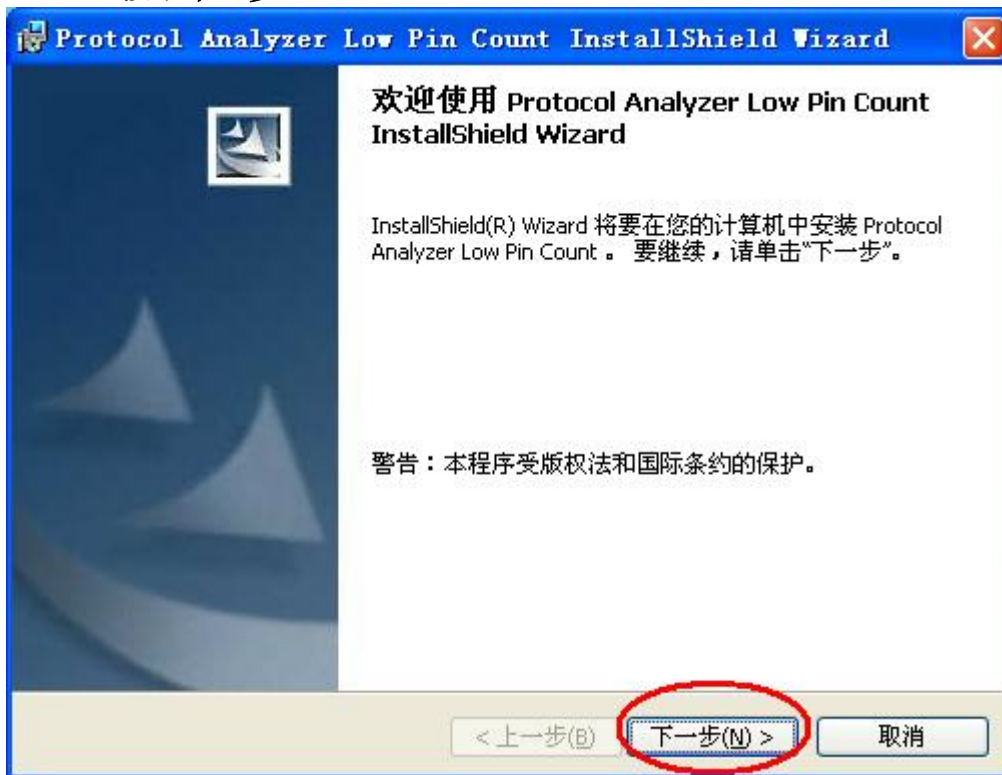 Protocol Analyzer Low Pin Count InstallShield Wizard
欢迎使用 Protocol Analyzer Low Pin Count
InstallShield Wizard
InstallShield(R) Wizard 将要在您的计算机中安装 Protocol
Analyzer Low Pin Count 。 要继续，请单击“下一步”。
警告：本程序受版权法和国际条约的保护。
<上一步(B)
下一步(N) >
取消